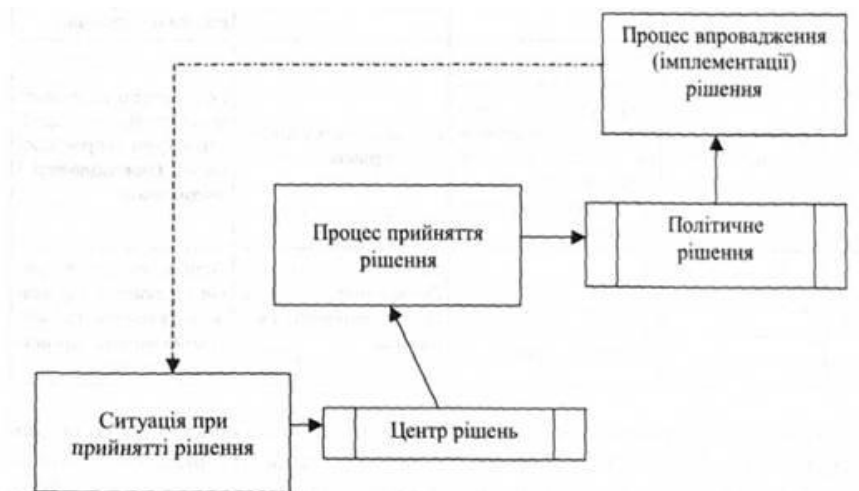 Процес впровадження
(імплементації)
рішення
Процес прийняття
рішення
Політичне
рішення
Ситуація при
прийнятті рішення
Центр рішень